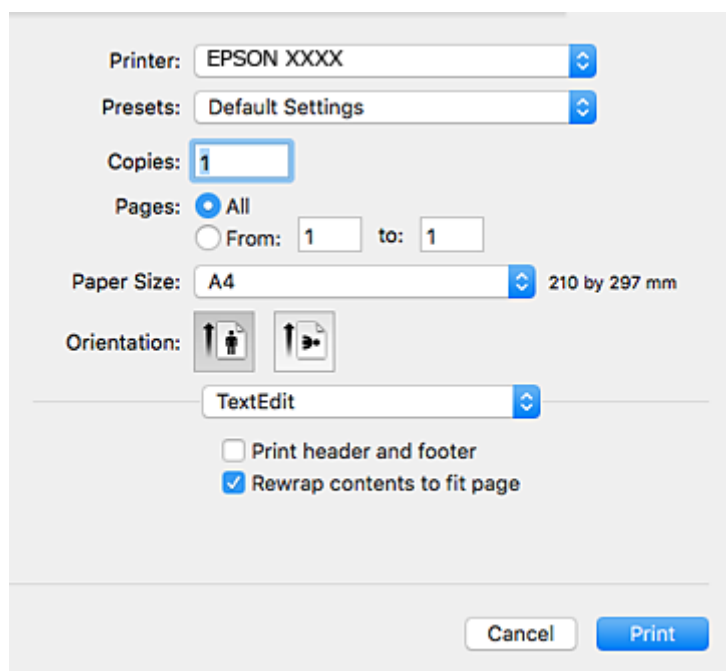 Printer: EPSON XXXX
Presets: Default Settings
Copies: 1
Pages: All
From: 1 to: 1
Paper Size: A4 210 by 297 mm
Orientation:
TextEdit
Print header and footer
Rewrap contents to fit page
Cancel Print